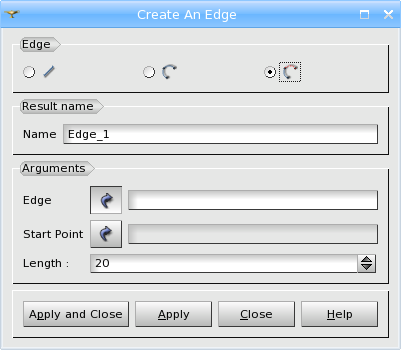 Create An Edge
Edge
Result name
Name Edge_1
Arguments
Edge
Start Point
Length : 20
Apply and Close Apply Close Help